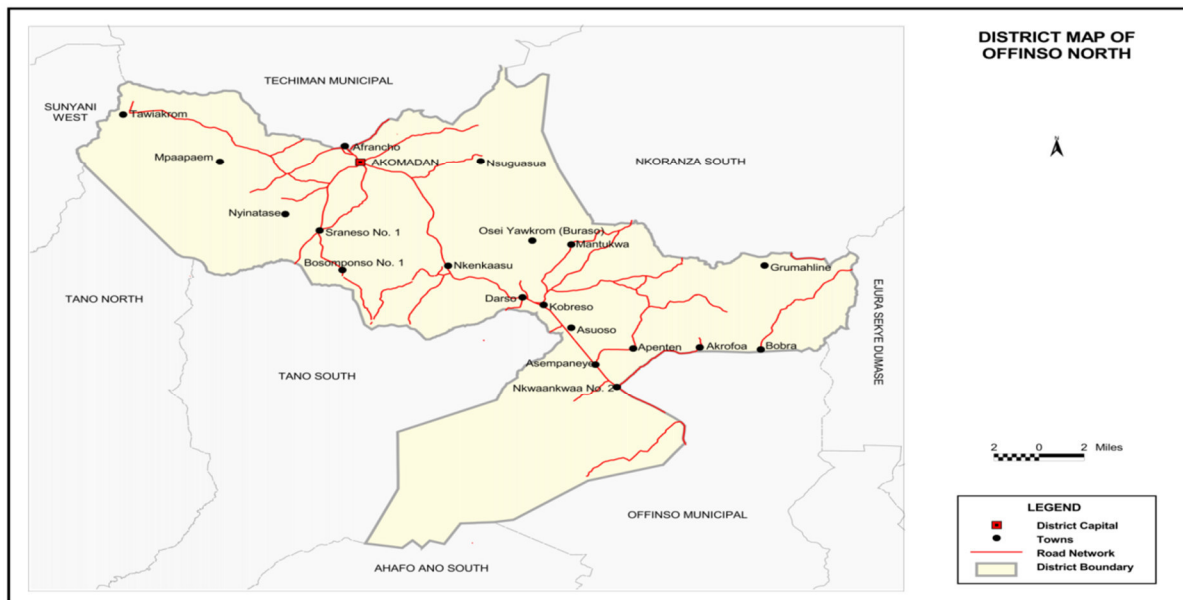 DISTRICT MAP OF
OFFINSO NORTH
TECHIMAN MUNICIPAL
SUNYANI
WEST
Tawiakrom
Afrancho
Mpaapaem
AKOMADAN
Nsuguasua
NKORANZA SOUTH
N
Nyinatase
Sraneso No. 1
Osei Yawkrom (Buraso)
Mantukwa
Bosomponso No. 1
Nkenkaasu
Grumahline
TANO NORTH
Darso
Kobreso
EJURA SEKYE DUMASE
Asuoso
Apenten
Akrofoa
Bobra
Asempaneye
TANO SOUTH
Nkwaankwaa No. 2
2 0 2 Miles
OFFINSO MUNICIPAL
AHAFO ANO SOUTH
LEGEND
District Capital
Towns
Road Network
District Boundary